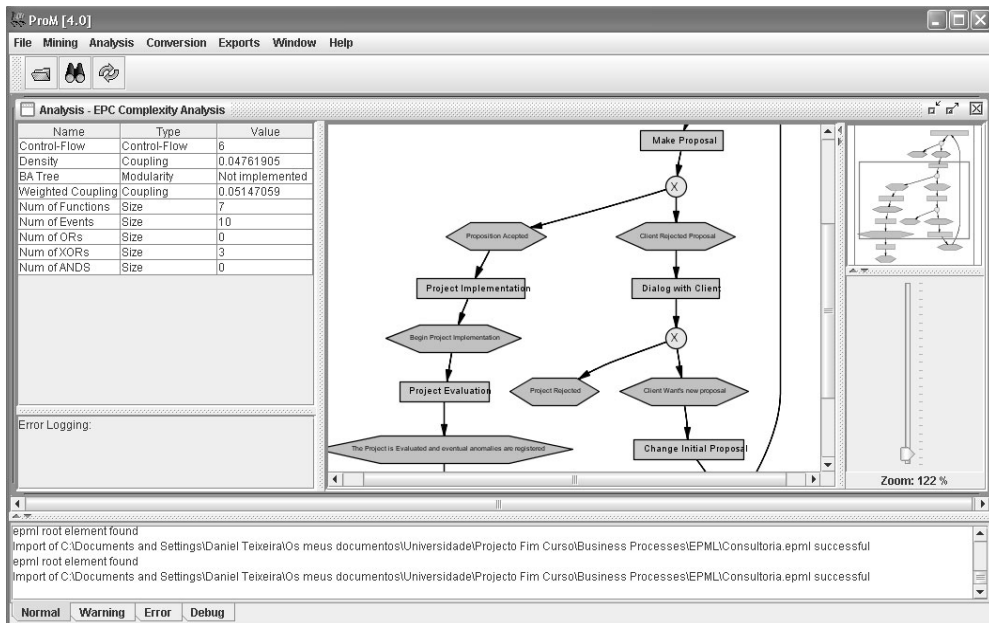 ProM [4.0]
File Mining Analysis Conversion Exports Window Help
Analysis - EPC Complexity Analysis
Name Type Value
Control-Flow Control-Flow 6
Density Coupling 0.04761905
BA Tree Modularity Not implemented
Weighted Coupling Coupling 0.05147059
Num of Functions Size 7
Num of Events Size 10
Num of ORs Size 0
Num of XORs Size 3
Num of ANDS Size 0
Error Logging:
Make Proposal
X
Proposition Acepted
Client Rejected Proposal
Project Implementation
Dialog with Client
Begin Project Implementation
X
Project Evaluation
Project Rejected
Client Want's new proposal
The Project is Evaluated and eventual anomalies are registered
Change Initial Proposal
Zoom: 122 %
epml root element found
Import of C:\Documents and Settings\Daniel Teixeira\Os meus documentos\Universidade\Projecto Fim Curso\Business Processes\EPML\Consultoria.epml successful
epml root element found
Import of C:\Documents and Settings\Daniel Teixeira\Os meus documentos\Universidade\Projecto Fim Curso\Business Processes\EPML\Consultoria.epml successful
Normal Warning Error Debug